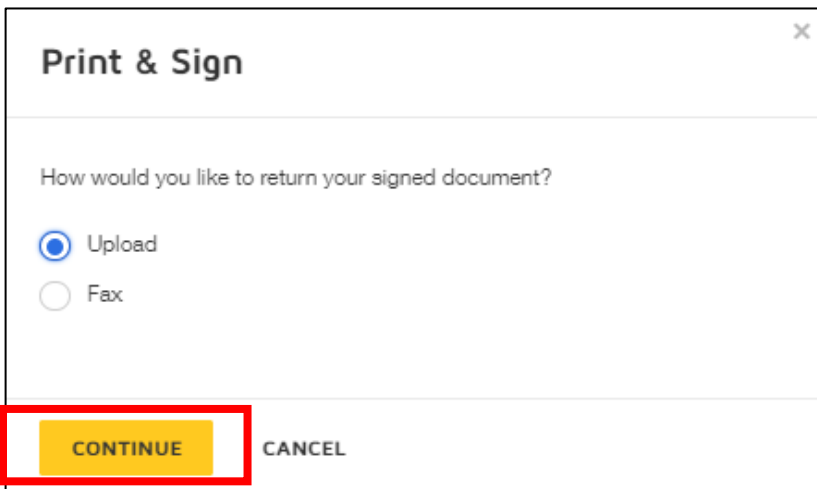 ×
Print & Sign
How would you like to return your signed document?
Upload
Fax
CONTINUE CANCEL